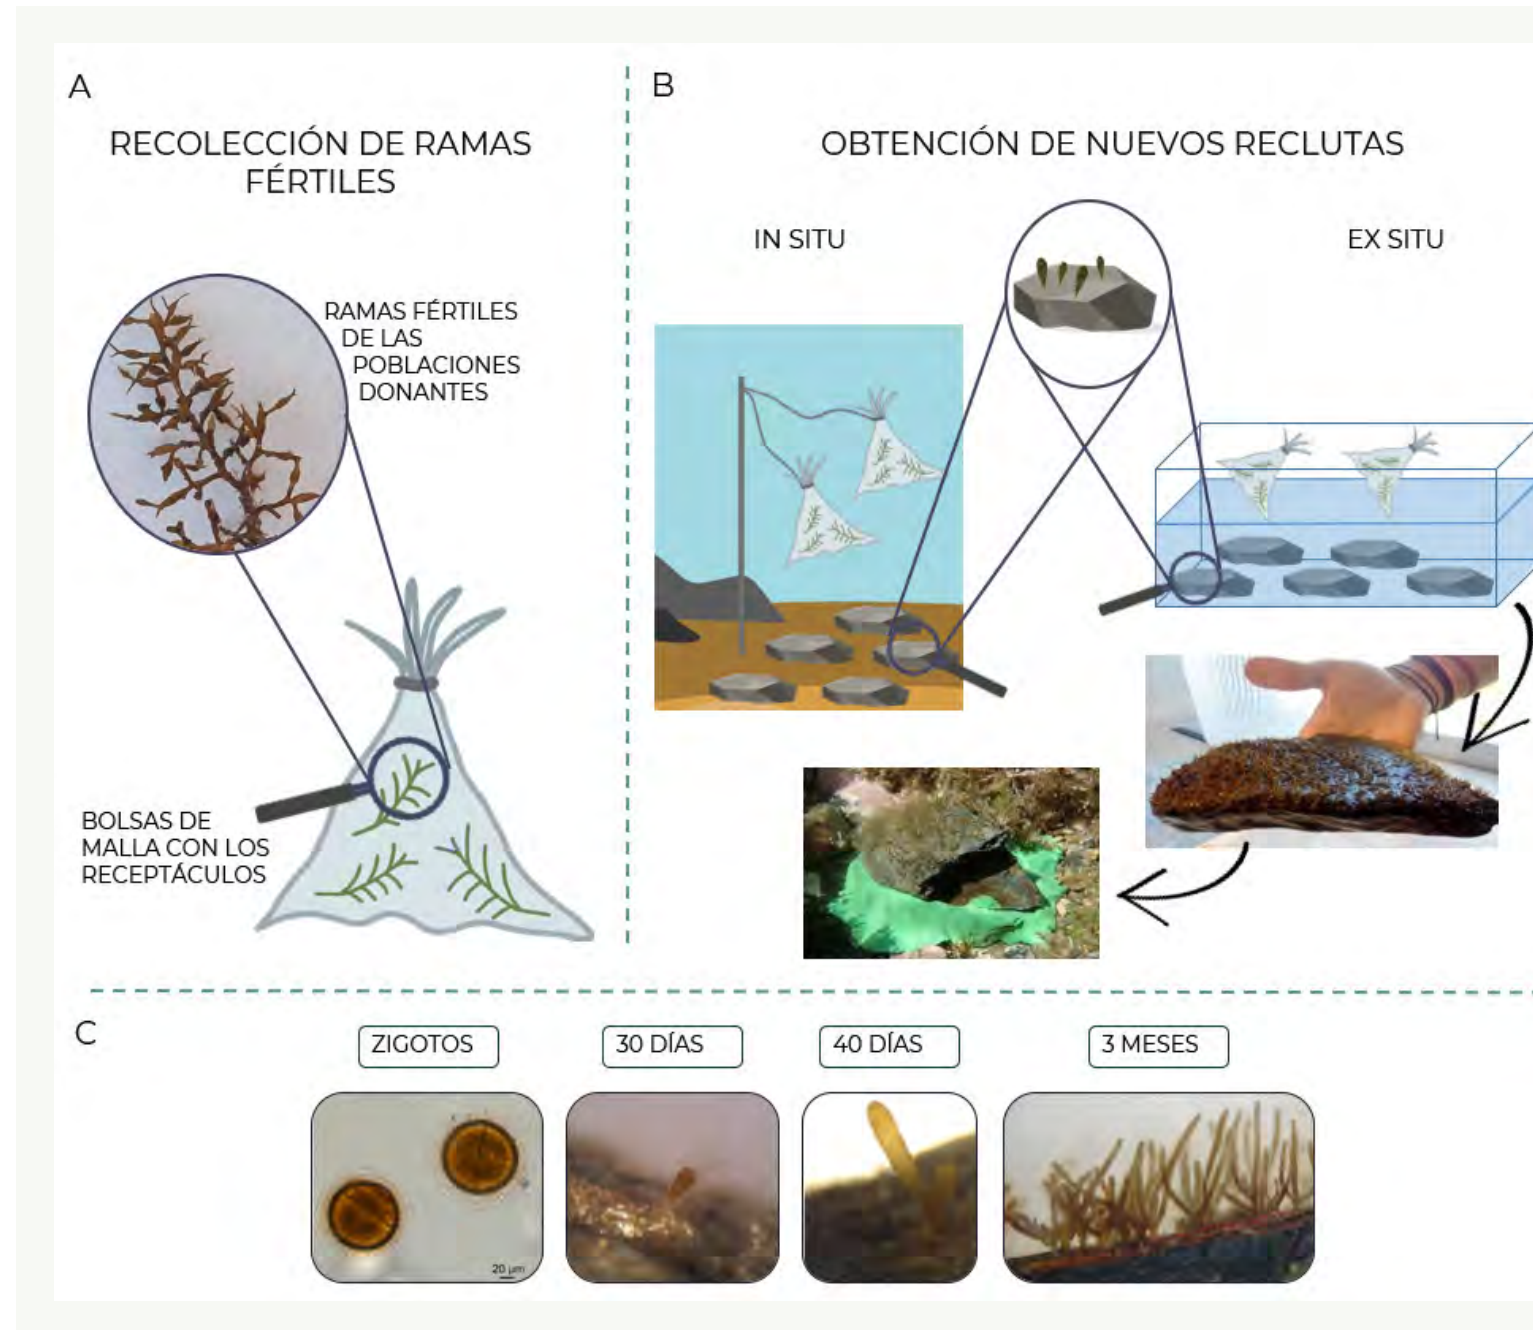 A
RECOLECCIÓN DE RAMAS
FÉRTILES
RAMAS FÉRTILES
DE LAS
POBLACIONES
DONANTES
BOLSAS DE
MALLA CON LOS
RECEPTÁCULOS
B
OBTENCIÓN DE NUEVOS RECLUTAS
IN SITU
EX SITU
C
ZIGOTOS
30 DÍAS
40 DÍAS
3 MESES
20 µm